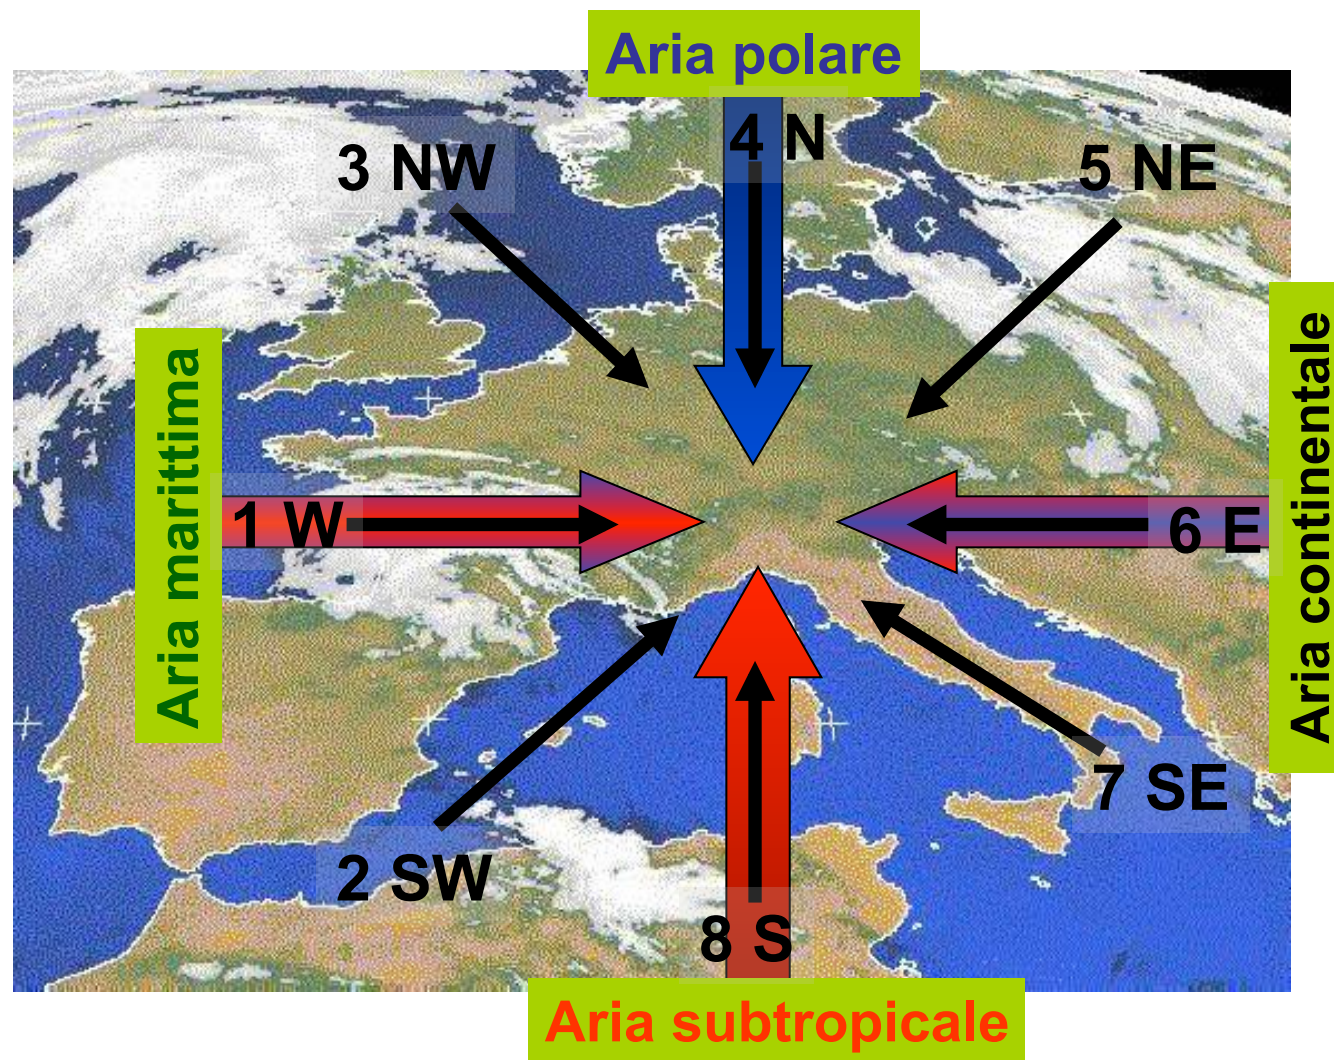 Aria polare
4 N
3 NW
5 NE
Aria marittima
1 W
6 E
Aria continentale
7 SE
2 SW
8 S
Aria subtropicale